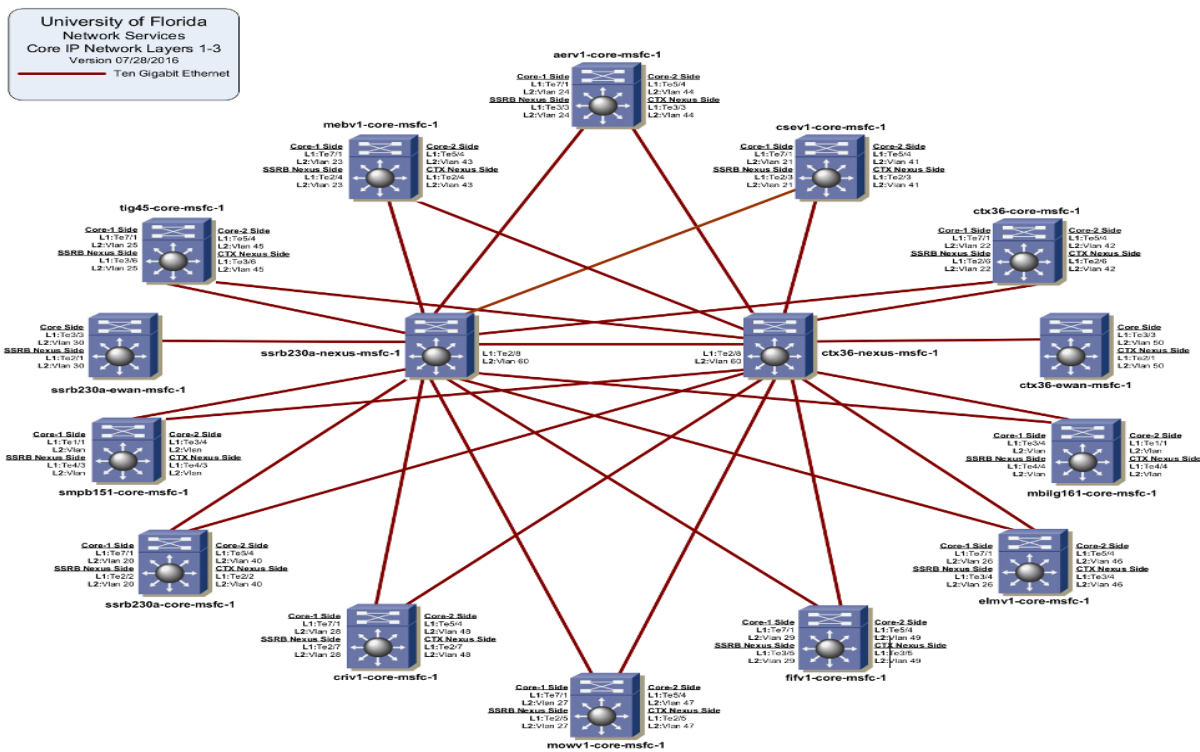 University of Florida
Network Services
Core IP Network Layers 1-3
Version 07/28/2016
Ten Gigabit Ethernet
aerv1-core-msfc-1
Core-1 Side
L1:Te7/1
L2:Vlan 24
SSRB Nexus Side
L1:Te3/3
L2:Vlan 24
Core-2 Side
L1:Te5/4
L2:Vlan 44
CTX Nexus Side
L1:Te3/3
L2:Vlan 44
mebv1-core-msfc-1
Core-1 Side
L1:Te7/1
L2:Vlan 23
SSRB Nexus Side
L1:Te2/4
L2:Vlan 23
Core-2 Side
L1:Te5/4
L2:Vlan 43
CTX Nexus Side
L1:Te2/4
L2:Vlan 43
csev1-core-msfc-1
Core-1 Side
L1:Te7/1
L2:Vlan 21
SSRB Nexus Side
L1:Te2/3
L2:Vlan 21
Core-2 Side
L1:Te5/4
L2:Vlan 41
CTX Nexus Side
L1:Te2/3
L2:Vlan 41
tig45-core-msfc-1
Core-1 Side
L1:Te7/1
L2:Vlan 25
SSRB Nexus Side
L1:Te3/6
L2:Vlan 25
Core-2 Side
L1:Te5/4
L2:Vlan 45
CTX Nexus Side
L1:Te3/6
L2:Vlan 45
ctx36-core-msfc-1
Core-1 Side
L1:Te7/1
L2:Vlan 22
SSRB Nexus Side
L1:Te2/6
L2:Vlan 22
Core-2 Side
L1:Te5/4
L2:Vlan 42
CTX Nexus Side
L1:Te2/6
L2:Vlan 42
Core Side
L1:Te3/3
L2:Vlan 30
SSRB Nexus Side
L1:Te2/1
L2:Vlan 30
ssrb230a-ewan-msfc-1
ssrb230a-nexus-msfc-1
L1:Te2/8
L2:Vlan 60
L1:Te2/8
L2:Vlan 60
ctx36-nexus-msfc-1
Core Side
L1:Te3/3
L2:Vlan 50
CTX Nexus Side
L1:Te2/1
L2:Vlan 50
ctx36-ewan-msfc-1
Core-1 Side
L1:Te1/1
L2:Vlan
SSRB Nexus Side
L1:Te4/3
L2:Vlan
Core-2 Side
L1:Te3/4
L2:Vlan
CTX Nexus Side
L1:Te4/3
L2:Vlan
smpb151-core-msfc-1
Core-1 Side
L1:Te3/4
L2:Vlan
SSRB Nexus Side
L1:Te4/4
L2:Vlan
Core-2 Side
L1:Te1/1
L2:Vlan
CTX Nexus Side
L1:Te4/4
L2:Vlan
mbilg161-core-msfc-1
Core-1 Side
L1:Te7/1
L2:Vlan 20
SSRB Nexus Side
L1:Te2/2
L2:Vlan 20
Core-2 Side
L1:Te5/4
L2:Vlan 40
CTX Nexus Side
L1:Te2/2
L2:Vlan 40
ssrb230a-core-msfc-1
Core-1 Side
L1:Te7/1
L2:Vlan 26
SSRB Nexus Side
L1:Te3/4
L2:Vlan 26
Core-2 Side
L1:Te5/4
L2:Vlan 46
CTX Nexus Side
L1:Te3/4
L2:Vlan 46
elmv1-core-msfc-1
Core-1 Side
L1:Te7/1
L2:Vlan 28
SSRB Nexus Side
L1:Te2/7
L2:Vlan 28
Core-2 Side
L1:Te5/4
L2:Vlan 48
CTX Nexus Side
L1:Te2/7
L2:Vlan 48
criv1-core-msfc-1
Core-1 Side
L1:Te7/1
L2:Vlan 29
SSRB Nexus Side
L1:Te3/5
L2:Vlan 29
Core-2 Side
L1:Te5/4
L2:Vlan 49
CTX Nexus Side
L1:Te3/5
L2:Vlan 49
fifv1-core-msfc-1
Core-1 Side
L1:Te7/1
L2:Vlan 27
SSRB Nexus Side
L1:Te2/5
L2:Vlan 27
Core-2 Side
L1:Te5/4
L2:Vlan 47
CTX Nexus Side
L1:Te2/5
L2:Vlan 47
mowv1-core-msfc-1